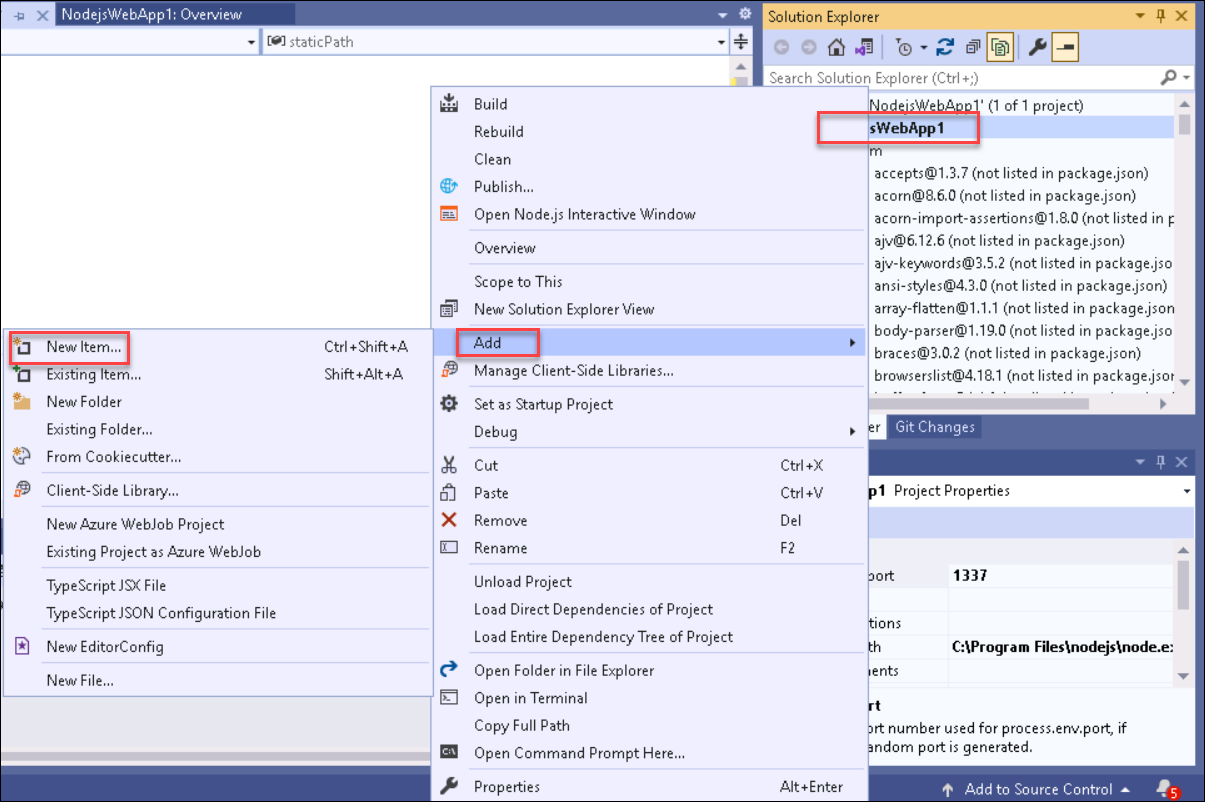 NodejsWebApp1: Overview
staticPath
Solution Explorer
Search Solution Explorer (Ctrl+;)
NodejsWebApp1' (1 of 1 project)
sWebApp1
m
accepts@1.3.7 (not listed in package.json)
acorn@8.6.0 (not listed in package.json)
acorn-import-assertions@1.8.0 (not listed in p
ajv@6.12.6 (not listed in package.json)
ajv-keywords@3.5.2 (not listed in package.jso
ansi-styles@4.3.0 (not listed in package.json)
array-flatten@1.1.1 (not listed in package.json
body-parser@1.19.0 (not listed in package.jso
braces@3.0.2 (not listed in package.json)
browserslist@4.18.1 (not listed in package.jsor
er
Git Changes
p1 Project Properties
port 1337
tions
th C:\Program Files\nodejs\node.ex
ients
rt
ort number used for process.env.port, if
andom port is generated.
Build
Rebuild
Clean
Publish...
Open Node.js Interactive Window
Overview
Scope to This
New Solution Explorer View
Add
Manage Client-Side Libraries...
Set as Startup Project
Debug
Cut Ctrl+X
Paste Ctrl+V
Remove Del
Rename F2
Unload Project
Load Direct Dependencies of Project
Load Entire Dependency Tree of Project
Open Folder in File Explorer
Open in Terminal
Copy Full Path
Open Command Prompt Here...
Properties Alt+Enter
New Item... Ctrl+Shift+A
Existing Item... Shift+Alt+A
New Folder
Existing Folder...
From Cookiecutter...
Client-Side Library...
New Azure WebJob Project
Existing Project as Azure WebJob
TypeScript JSX File
TypeScript JSON Configuration File
New EditorConfig
New File...
Add to Source Control
5